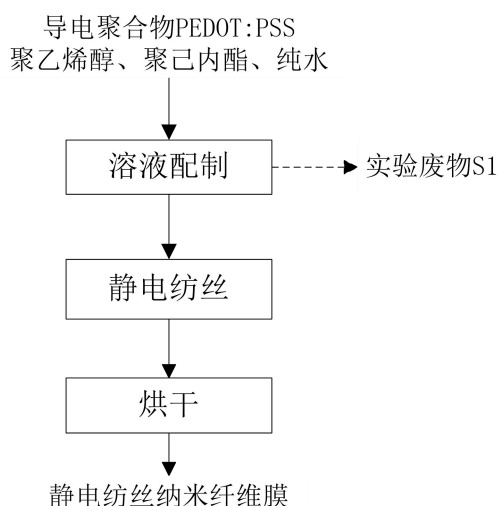 导电聚合物PEDOT:PSS
聚乙烯醇、聚己内酯、纯水
溶液配制
实验废物S1
静电纺丝
烘干
静电纺丝纳米纤维膜